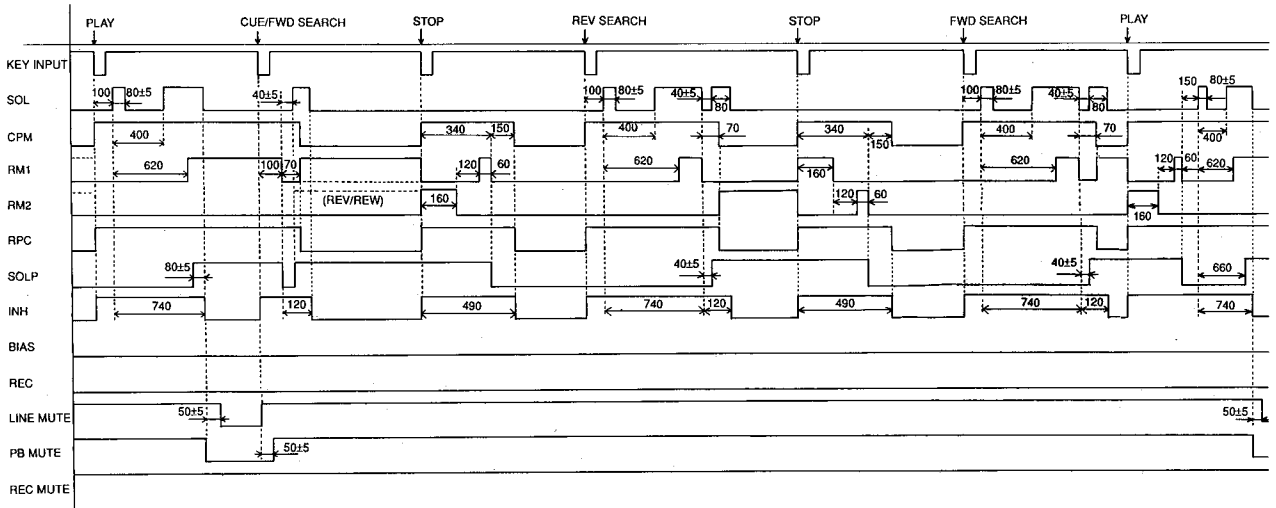 PLAY CUE/FWD SEARCH STOP REV SEARCH STOP FWD SEARCH PLAY
KEY INPUT
SOL 100 80±5 40±5 100 80±5 40±5 80 100 80±5 40±5 80 150 80±5
CPM 400 340 150 400 70 340 150 400 70 400
RM1 620 100 70 120 60 620 160 620 120 60 620
RM2 (REV/REW) 160 120 60 160
RPC
SOLP 80±5 40±5 40±5 660
INH 740 120 490 740 120 490 740 120 740
BIAS
REC
LINE MUTE 50±5 50±5
PB MUTE 50±5
REC MUTE